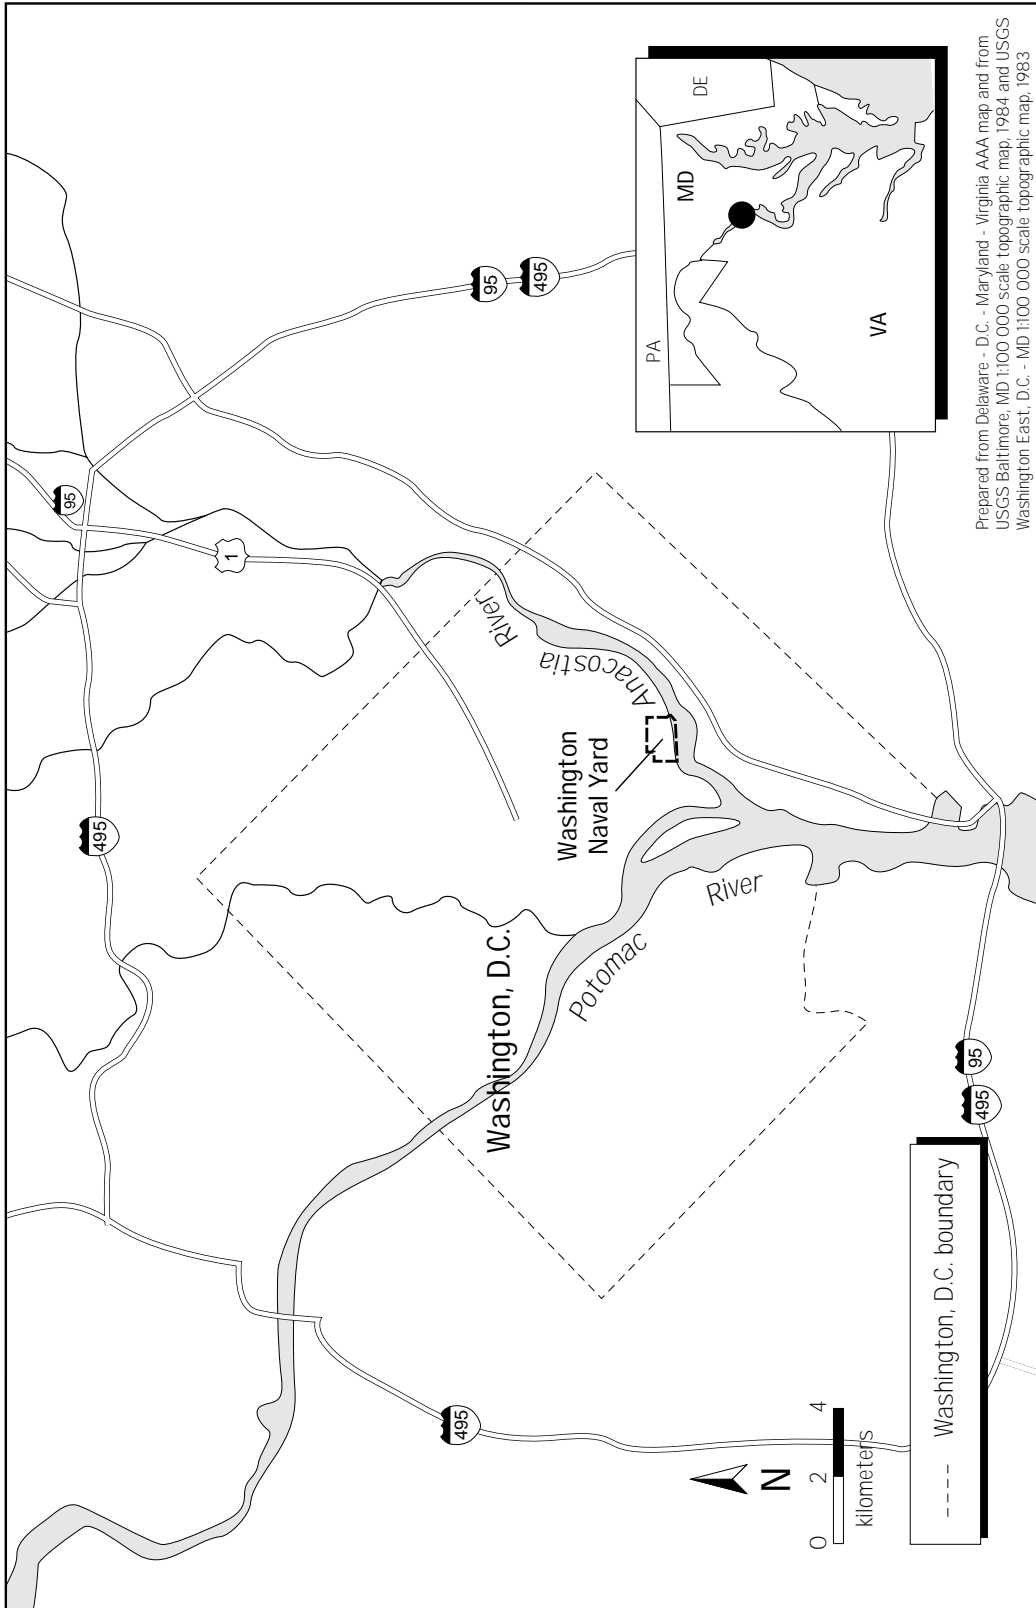 95
1
495
95
495
River
Anacostia
Washington
Naval Yard
Washington, D.C.
Potomac
River
495
95
495
N
0 2 4
kilometers
---- Washington, D.C. boundary
PA
MD
DE
VA
Prepared from Delaware - D.C. - Maryland - Virginia AAA map and from
USGS Baltimore, MD 1:100 000 scale topographic map, 1984 and USGS
Washington East, D.C. - MD 1:100 000 scale topographic map, 1983
495